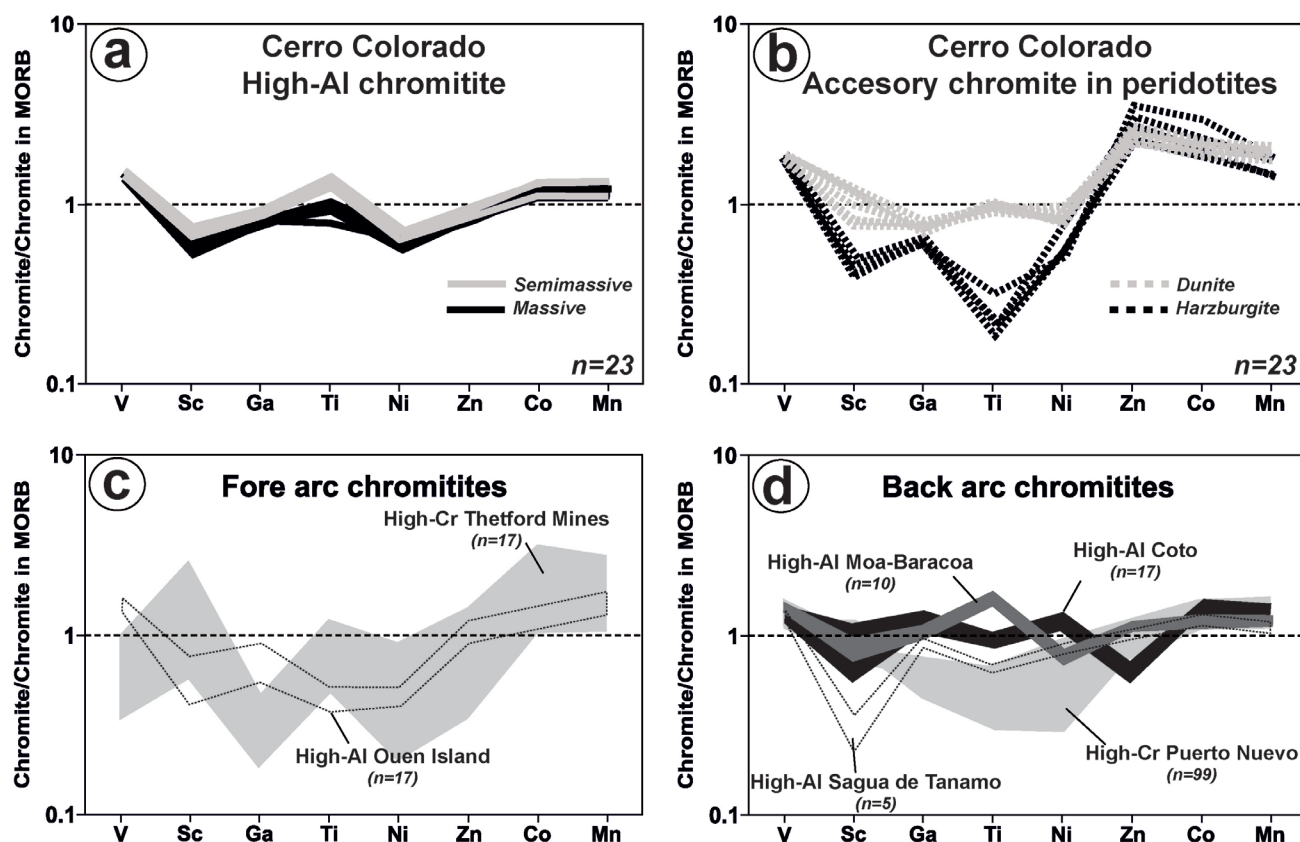 a
Cerro Colorado
High-Al chromitite
Chromite/Chromite in MORB
10
1
0.1
Semimassive
Massive
n=23
V Sc Ga Ti Ni Zn Co Mn
b
Cerro Colorado
Accesory chromite in peridotites
Chromite/Chromite in MORB
10
1
0.1
Dunite
Harzburgite
n=23
V Sc Ga Ti Ni Zn Co Mn
c
Fore arc chromitites
Chromite/Chromite in MORB
10
1
0.1
High-Cr Thetford Mines
(n=17)
High-Al Ouen Island
(n=17)
V Sc Ga Ti Ni Zn Co Mn
d
Back arc chromitites
Chromite/Chromite in MORB
10
1
0.1
High-Al Moa-Baracoa
(n=10)
High-Al Coto
(n=17)
High-Cr Puerto Nuevo
(n=99)
High-Al Sagua de Tanamo
(n=5)
V Sc Ga Ti Ni Zn Co Mn